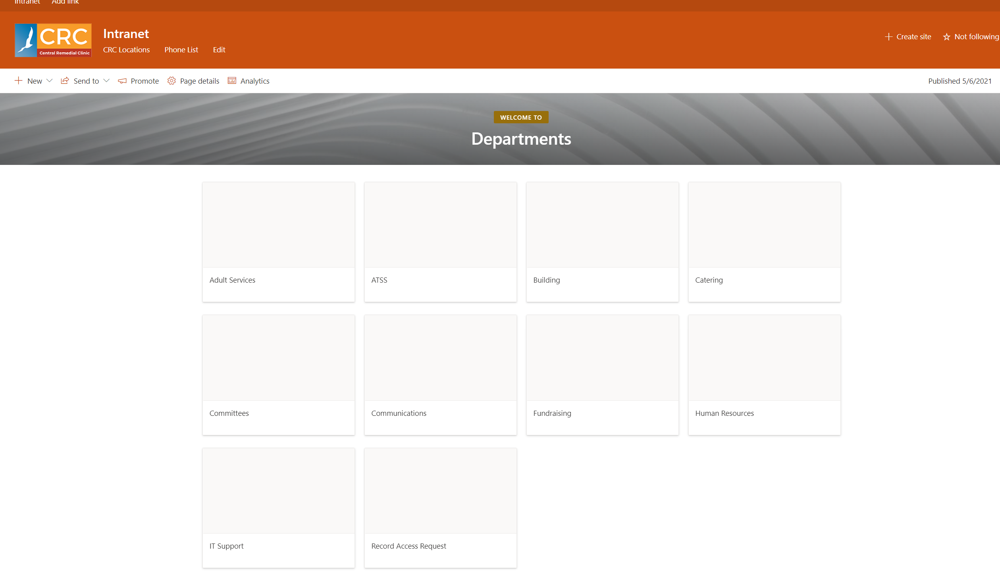 Intranet Add link
CRC
Central Remedial Clinic
Intranet
CRC Locations Phone List Edit
Create site Not following
New Send to Promote Page details Analytics
Published 5/6/2021
WELCOME TO
Departments
Adult Services ATSS Building Catering
Committees Communications Fundraising Human Resources
IT Support Record Access Request